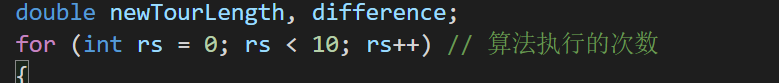 double newTourLength, difference;
for (int rs = 0; rs < 10; rs++) // 算法执行的次数
{